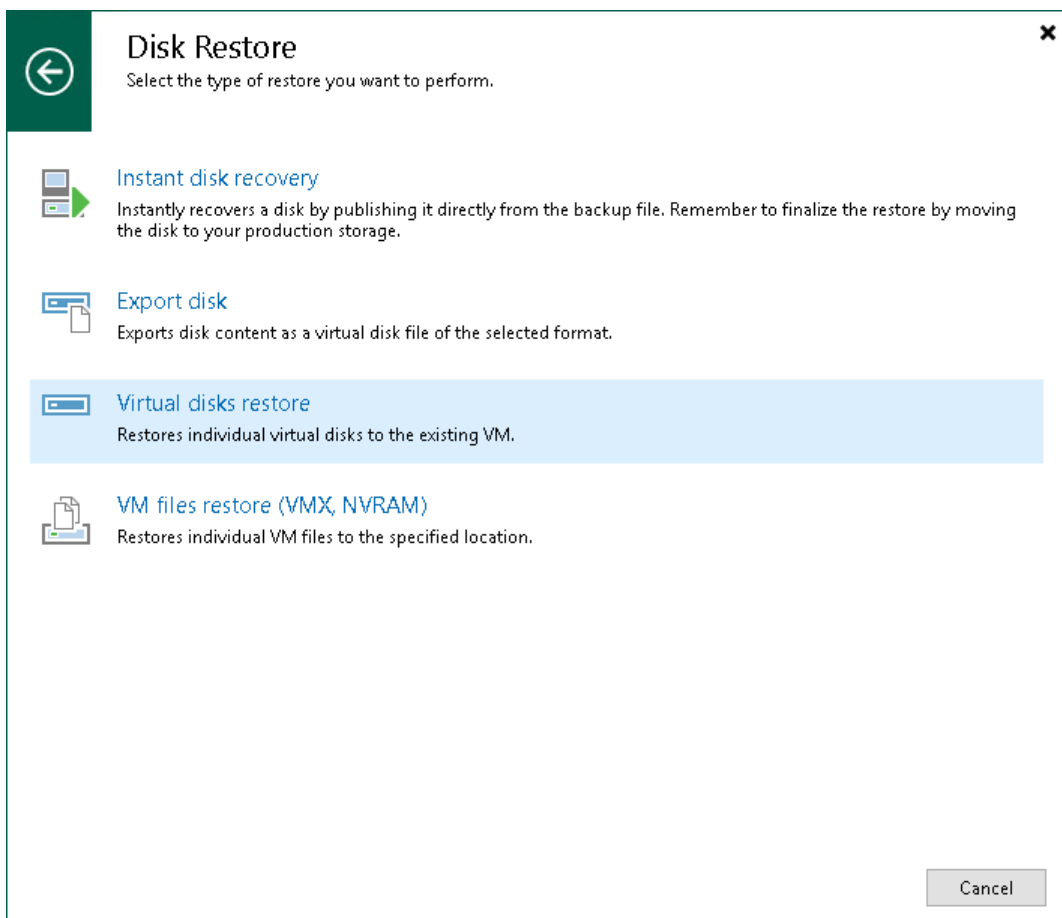 Disk Restore
Select the type of restore you want to perform.
Instant disk recovery
Instantly recovers a disk by publishing it directly from the backup file. Remember to finalize the restore by moving
the disk to your production storage.
Export disk
Exports disk content as a virtual disk file of the selected format.
Virtual disks restore
Restores individual virtual disks to the existing VM.
VM files restore (VMX, NVRAM)
Restores individual VM files to the specified location.
Cancel